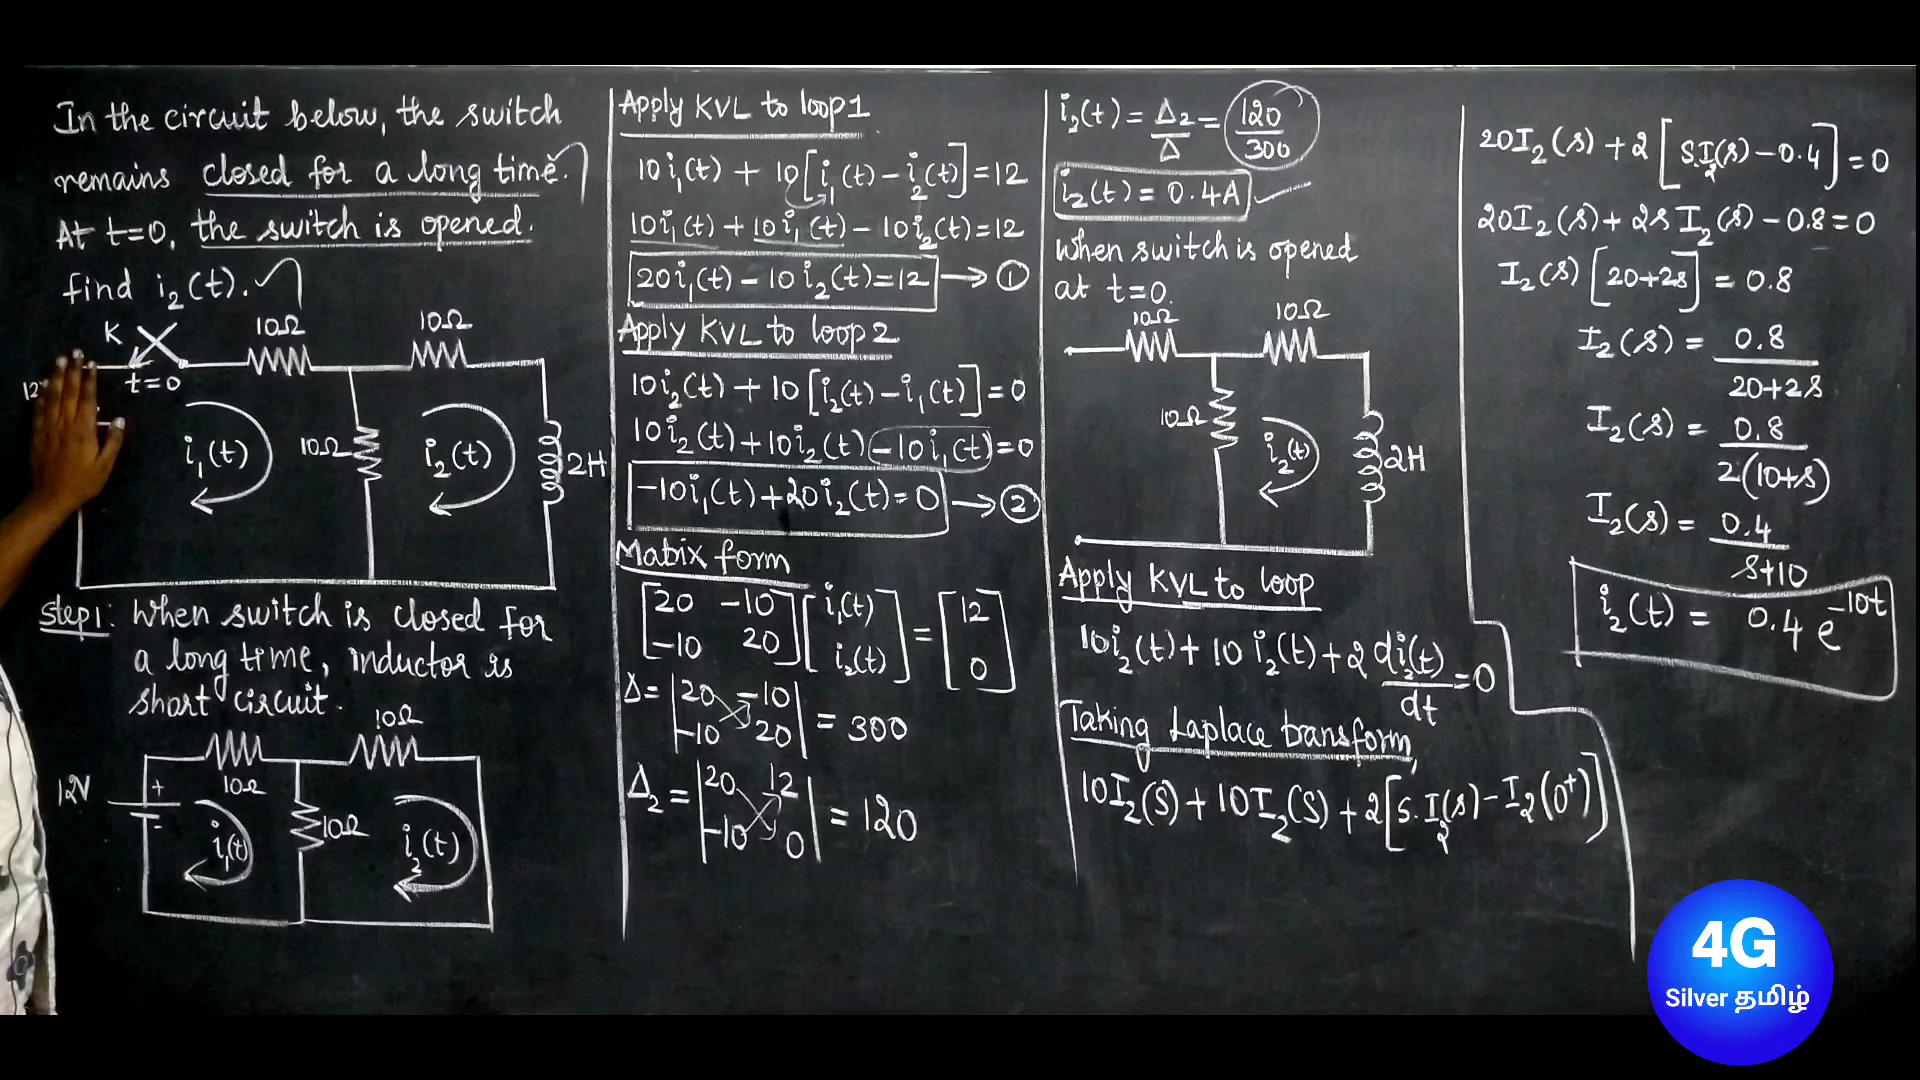 In the circuit below, the switch
remains closed for a long time.
At t=0, the switch is opened.
find i₂(t).
K
t=0
10Ω
10Ω
12
i₁(t)
10Ω
i₂(t)
2H
Step1: When switch is closed for
a long time, inductor is
short circuit.
10Ω
12V
+
-
10Ω
10Ω
i₁(t)
i₂(t)
Apply KVL to loop1
10i₁(t) + 10[i₁(t) - i₂(t)] = 12
10i₁(t) + 10i₁(t) - 10i₂(t) = 12
20i₁(t) - 10i₂(t) = 12 → ①
Apply KVL to loop2
10i₂(t) + 10[i₂(t) - i₁(t)] = 0
10i₂(t) + 10i₂(t) - 10i₁(t) = 0
-10i₁(t) + 20i₂(t) = 0 → ②
Matix form
[20 -10] [i₁(t)] = [12]
[-10 20] [i₂(t)] [0]
Δ = |20 -10|
|-10 20| = 300
Δ₂ = |20 12|
|-10 0| = 120
i₂(t) = Δ₂/Δ = 120/300
i₂(t) = 0.4A
When switch is opened
at t=0.
10Ω
10Ω
10Ω
i₂(t)
2H
Apply KVL to loop
10i₂(t) + 10i₂(t) + 2 di₂(t)/dt = 0
Taking Laplace transform,
10I₂(S) + 10I₂(S) + 2[s.I₂(s) - I₂(0⁺)]
20I₂(s) + 2[S.I₂(s) - 0.4] = 0
20I₂(s) + 2s I₂(s) - 0.8 = 0
I₂(s) [20+2s] = 0.8
I₂(s) = 0.8/20+2s
I₂(s) = 0.8/2(10+s)
I₂(s) = 0.4/s+10
i₂(t) = 0.4 e⁻¹⁰ᵗ
4G
Silver தமிழ்